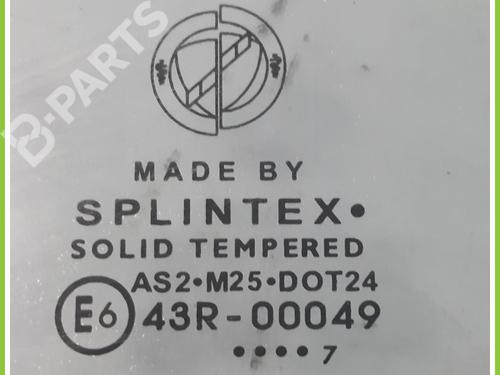 B-PARTS
MADE BY
SPLINTEX•
SOLID TEMPERED
AS2•M25•DOT24
E6 43R-00049
•••• 7